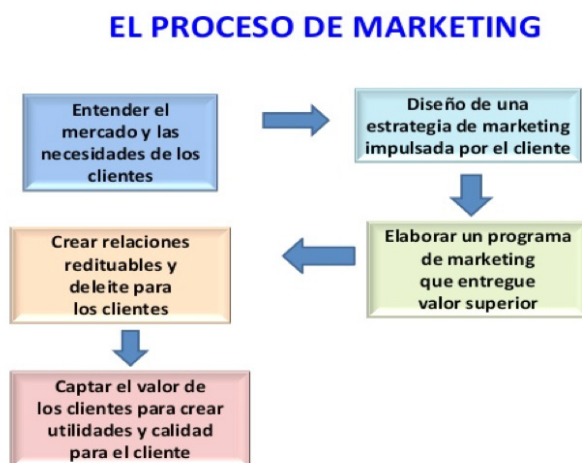 EL PROCESO DE MARKETING
Entender el
mercado y las
necesidades de los
clientes
Diseño de una
estrategia de marketing
impulsada por el cliente
Elaborar un programa
de marketing
que entregue
valor superior
Crear relaciones
redituables y
deleite para
los clientes
Captar el valor de
los clientes para crear
utilidades y calidad
para el cliente